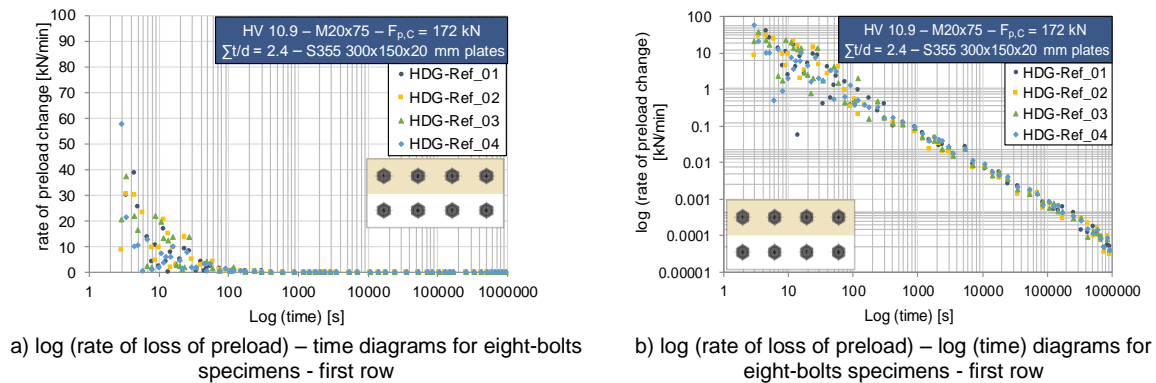 rate of preload change [kN/min]
100
90
80
70
60
50
40
30
20
10
0
HV 10.9 – M20x75 – Fp,C = 172 kN
∑t/d = 2.4 – S355 300x150x20 mm plates
HDG-Ref_01
HDG-Ref_02
HDG-Ref_03
HDG-Ref_04
1 10 100 1000 10000 100000 1000000
Log (time) [s]
a) log (rate of loss of preload) – time diagrams for eight-bolts
specimens - first row
log (rate of preload change)
[kN/min]
100
10
1
0.1
0.01
0.001
0.0001
0.00001
HV 10.9 – M20x75 – Fp,C = 172 kN
∑t/d = 2.4 – S355 300x150x20 mm plates
HDG-Ref_01
HDG-Ref_02
HDG-Ref_03
HDG-Ref_04
1 10 100 1000 10000 100000 1000000
Log (time) [s]
b) log (rate of loss of preload) – log (time) diagrams for
eight-bolts specimens - first row